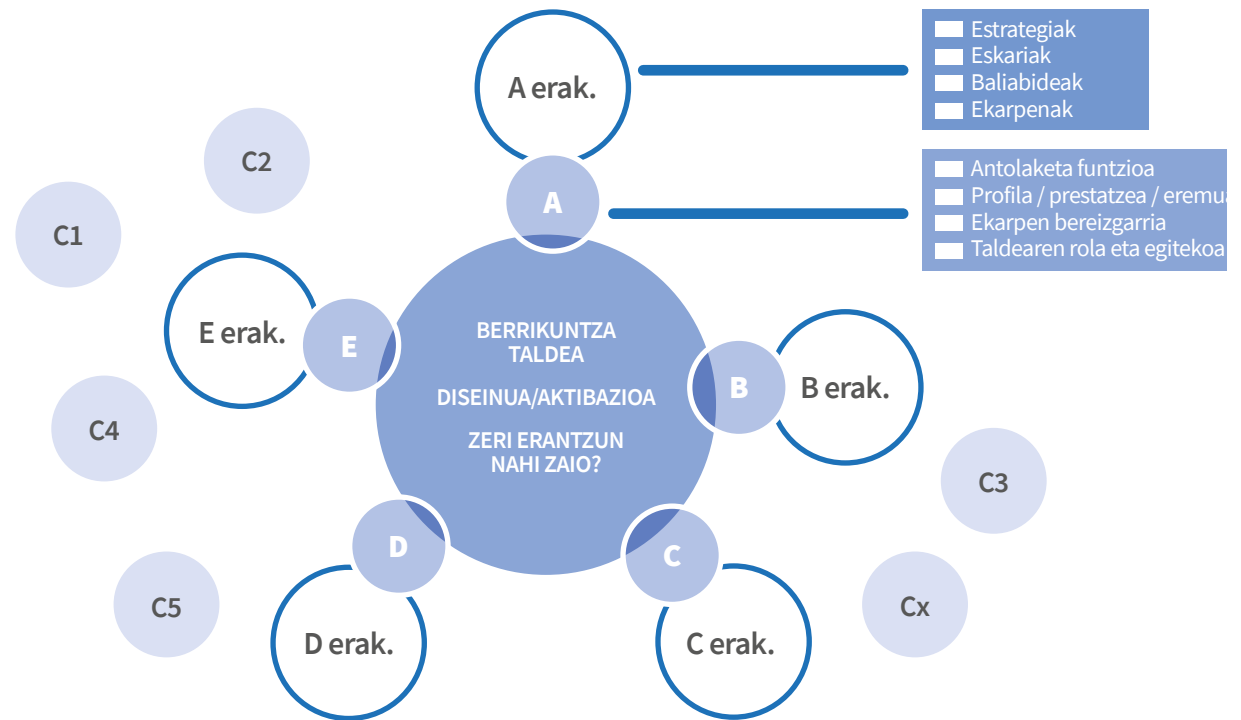 A erak.
Estrategiak
Eskariak
Baliabideak
Ekarpenak
A
Antolaketa funtzioa
Profila / prestatzea / eremua
Ekarpen bereizgarria
Taldearen rola eta egitekoa
C2
C1
E erak.
E
BERRIKUNTZA
TALDEA
DISEINUA/AKTIBAZIOA
ZERI ERANTZUN
NAHI ZAIO?
B
B erak.
C4
C3
D
C
C5
Cx
D erak.
C erak.